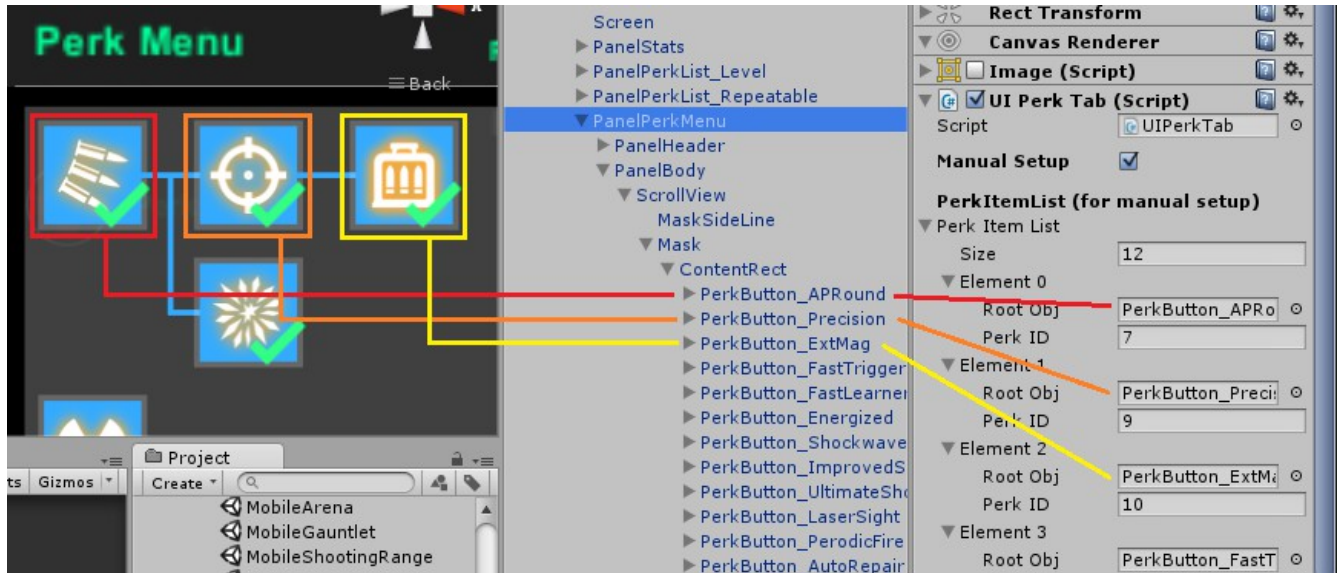 Perk Menu
Back
ts Gizmos
Project
Create
MobileArena
MobileGauntlet
MobileShootingRange
Screen
PanelStats
PanelPerkList_Level
PanelPerkList_Repeatable
PanelPerkMenu
PanelHeader
PanelBody
ScrollView
MaskSideLine
Mask
ContentRect
PerkButton_APRound
PerkButton_Precision
PerkButton_ExtMag
PerkButton_FastTrigger
PerkButton_FastLearner
PerkButton_Energized
PerkButton_Shockwave
PerkButton_ImprovedS
PerkButton_UltimateSho
PerkButton_LaserSight
PerkButton_PerodicFire
PerkButton_AutoRepair
Rect Transform
Canvas Renderer
Image (Script)
UI Perk Tab (Script)
Script UIPerkTab
Manual Setup
PerkItemList (for manual setup)
Perk Item List
Size 12
Element 0
Root Obj PerkButton_APRo
Perk ID 7
Element 1
Root Obj PerkButton_Preci
Perk ID 9
Element 2
Root Obj PerkButton_ExtMa
Perk ID 10
Element 3
Root Obj PerkButton_FastT